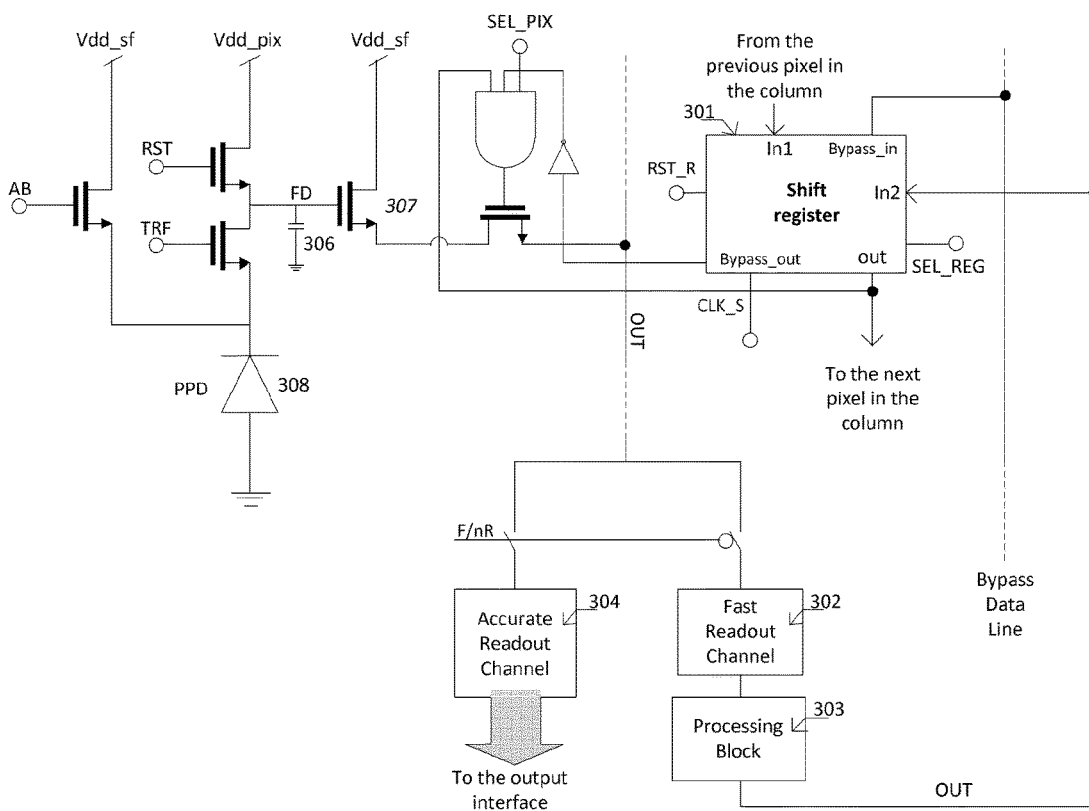 Vdd_sf
Vdd_pix
Vdd_sf
SEL_PIX
From the
previous pixel in
the column
301
In1
Bypass_in
RST_R
Shift
register
In2
Bypass_out
out
SEL_REG
CLK_S
RST
AB
FD
307
TRF
306
PPD
308
OUT
To the next
pixel in the
column
F/nR
Accurate
Readout
Channel
304
Fast
Readout
Channel
302
Bypass
Data
Line
Processing
Block
303
To the output
interface
OUT